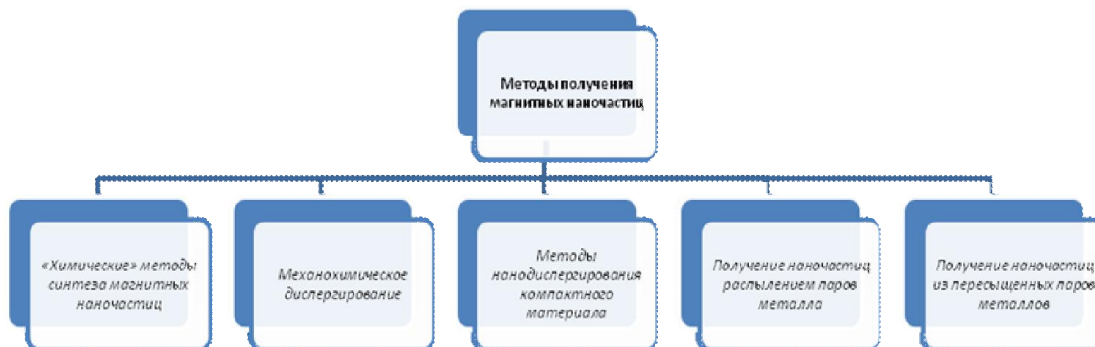 Методы получения
магнитных наночастиц
«Химические» методы
синтеза магнитных
наночастиц
Механохимическое
диспергирование
Методы
нанодиспергирования
компактного
материала
Получение наночастиц
распылением паров
металла
Получение наночастиц
из пересыщенных паров
металлов